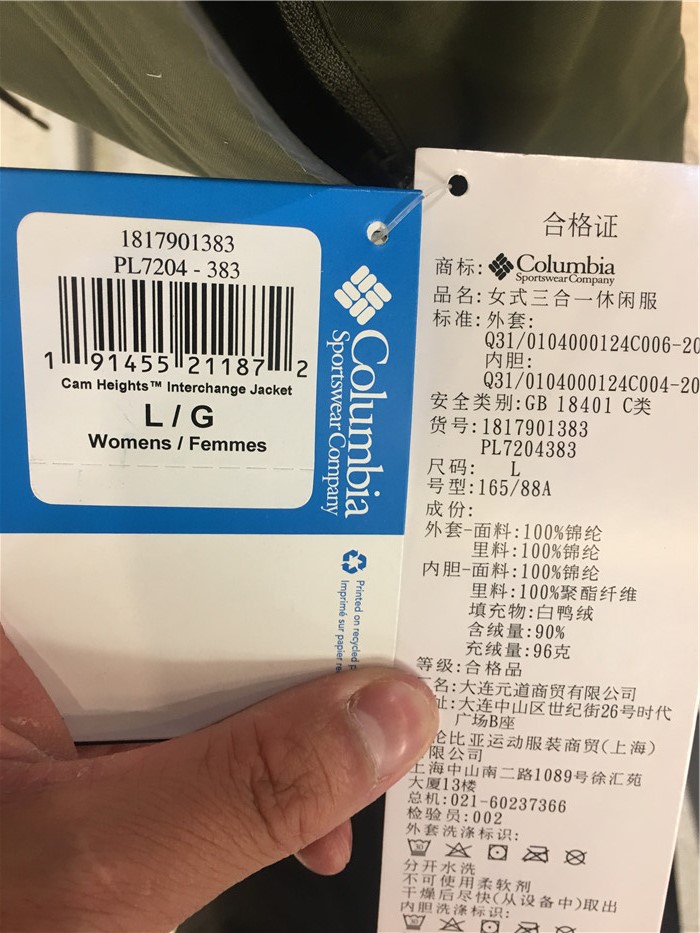 1817901383
PL7204 - 383
1 91455 21187 2
Cam Heights™ Interchange Jacket
L / G
Womens / Femmes
Columbia
Sportswear Company
Printed on recycled
Imprimé sur papier
合格证
商标: Columbia
Sportswear Company
品名: 女式三合一休闲服
标准: 外套:
Q31/0104000124C006-20
内胆:
Q31/0104000124C004-20
安全类别:GB 18401 C类
货号:1817901383
PL7204383
尺码: L
号型:165/88A
成份:
外套-面料:100%锦纶
里料:100%锦纶
内胆-面料:100%锦纶
里料:100%聚酯纤维
填充物:白鸭绒
含绒量:90%
充绒量:96克
等级:合格品
名:大连元道商贸有限公司
址:大连中山区世纪街26号时代
广场B座
伦比亚运动服装商贸(上海)
限公司
上海中山南二路1089号徐汇苑
大厦13楼
总机:021-60237366
检验员:002
外套洗涤标识:
分开水洗
不可使用柔软剂
干燥后尽快(从设备中)取出
内胆洗涤标识: